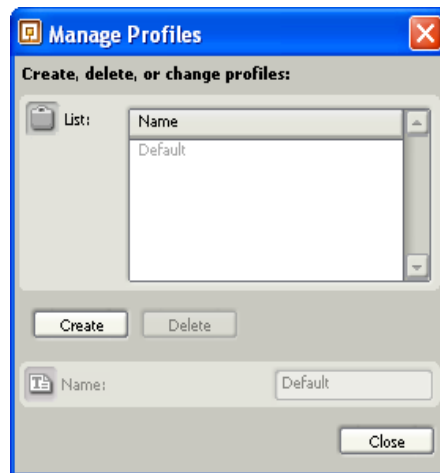 Manage Profiles
Create, delete, or change profiles:
List:
Name
Default
Create
Delete
Name:
Default
Close